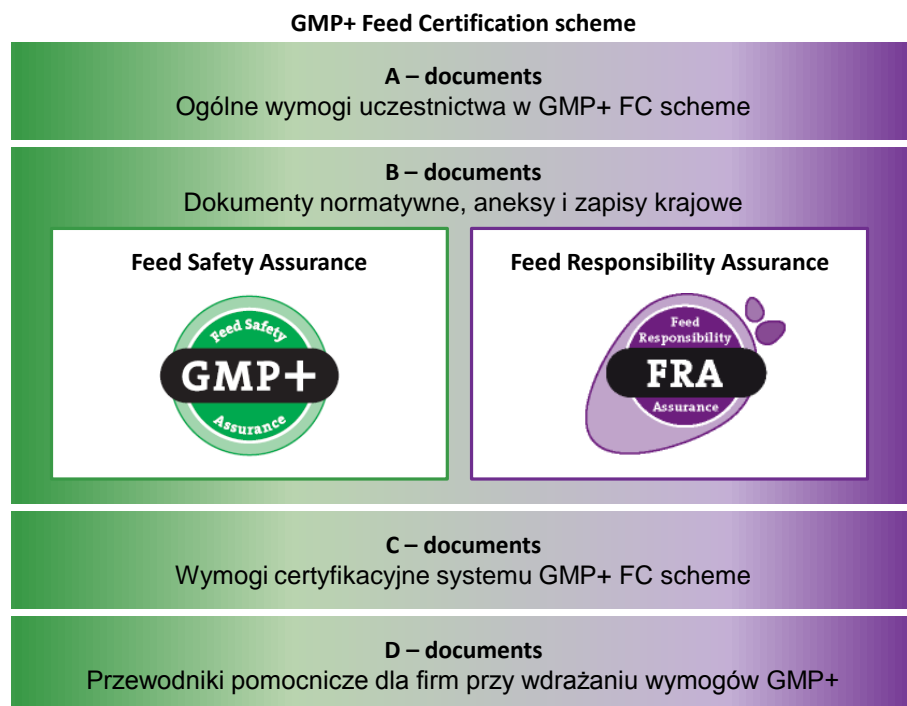 GMP+ Feed Certification scheme
A – documents
Ogólne wymogi uczestnictwa w GMP+ FC scheme
B – documents
Dokumenty normatywne, aneksy i zapisy krajowe
Feed Safety Assurance
Feed Safety
GMP+
Assurance
Feed Responsibility Assurance
Feed
Responsibility
FRA
Assurance
C – documents
Wymogi certyfikacyjne systemu GMP+ FC scheme
D – documents
Przewodniki pomocnicze dla firm przy wdrażaniu wymogów GMP+